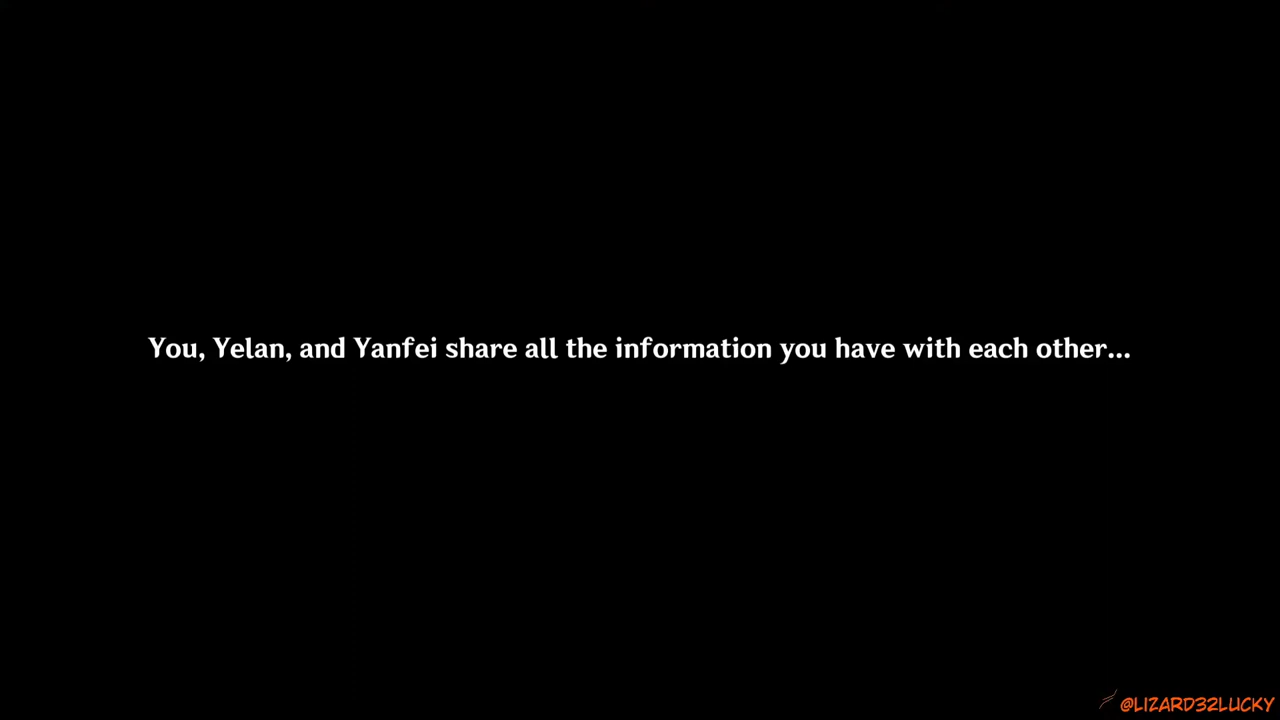 You, Yelan, and Yanfei share all the information you have with each other...
@LIZARD32LUCKY